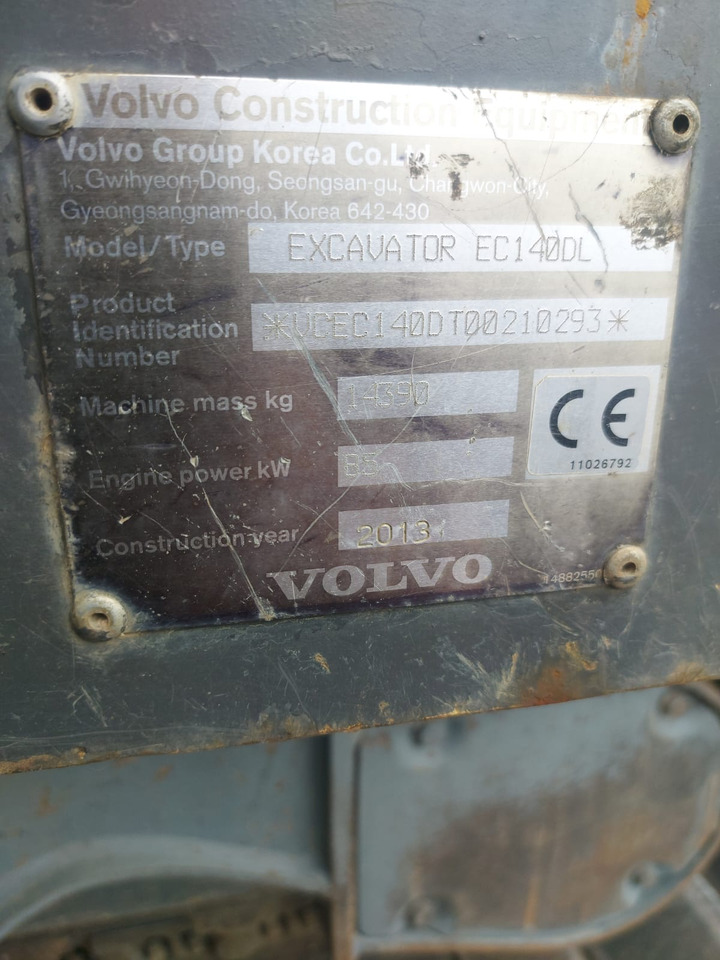 Volvo Construction Equipment
Volvo Group Korea Co.Ltd.
1, Gwihyeon-Dong, Seongsan-gu, Changwon-City,
Gyeongsangnam-do, Korea 642-430
Model/Type EXCAVATOR EC140DL
Product
Identification
Number
*VCEC140DT00210293*
Machine mass kg 14390
CE
11026792
Engine power kW 85
Construction year 2013
VOLVO